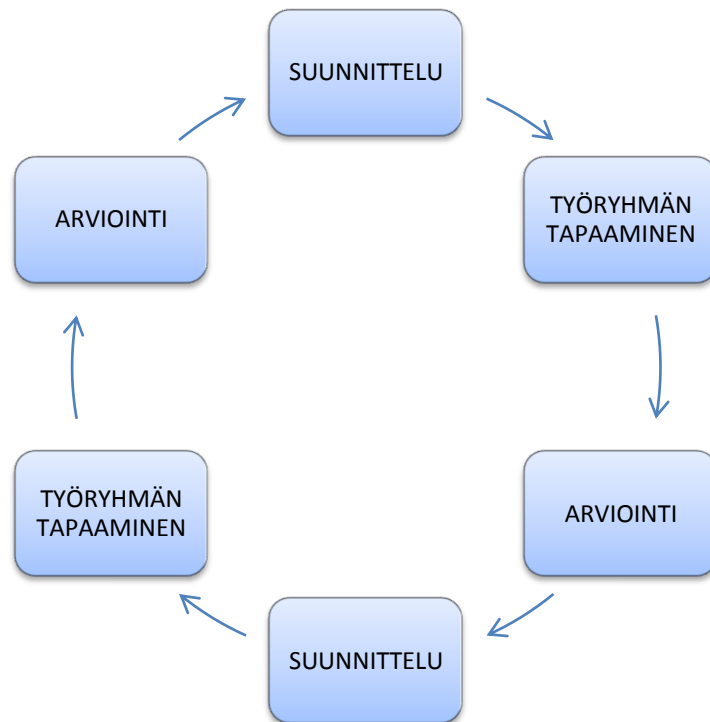 SUUNNITTELU
TYÖRYHMÄN
TAPAAMINEN
ARVIOINTI
SUUNNITTELU
TYÖRYHMÄN
TAPAAMINEN
ARVIOINTI